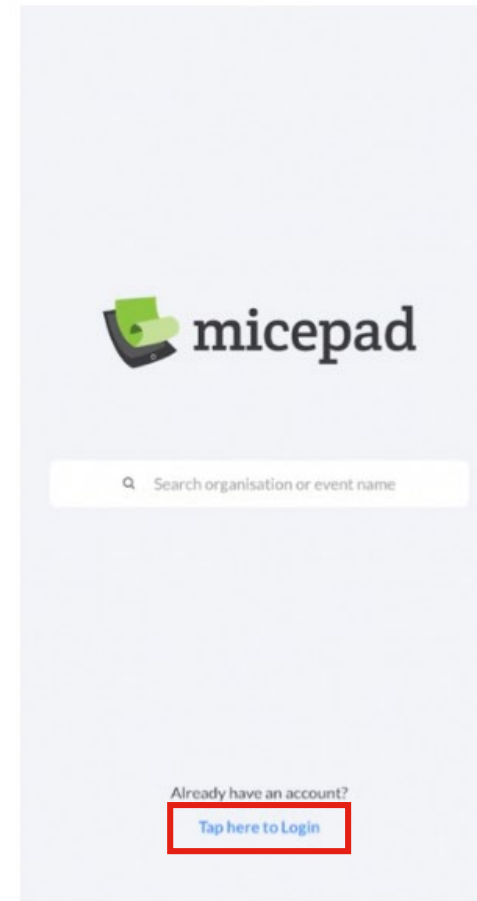 micepad
Search organisation or event name
Already have an account?
Tap here to Login